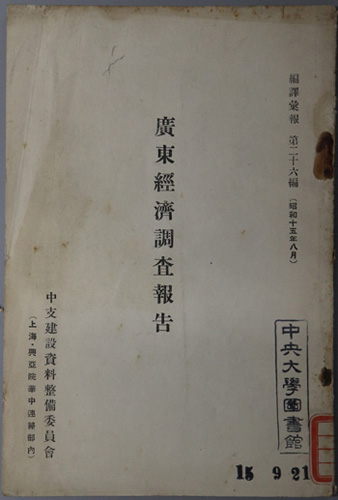 編譯彙報 第二十六編 (昭和十五年八月)
廣東經濟調査報告
中支建設資料整備委員會
(上海・興亞院華中連絡部內)
中央大學圖書館
15 9 21